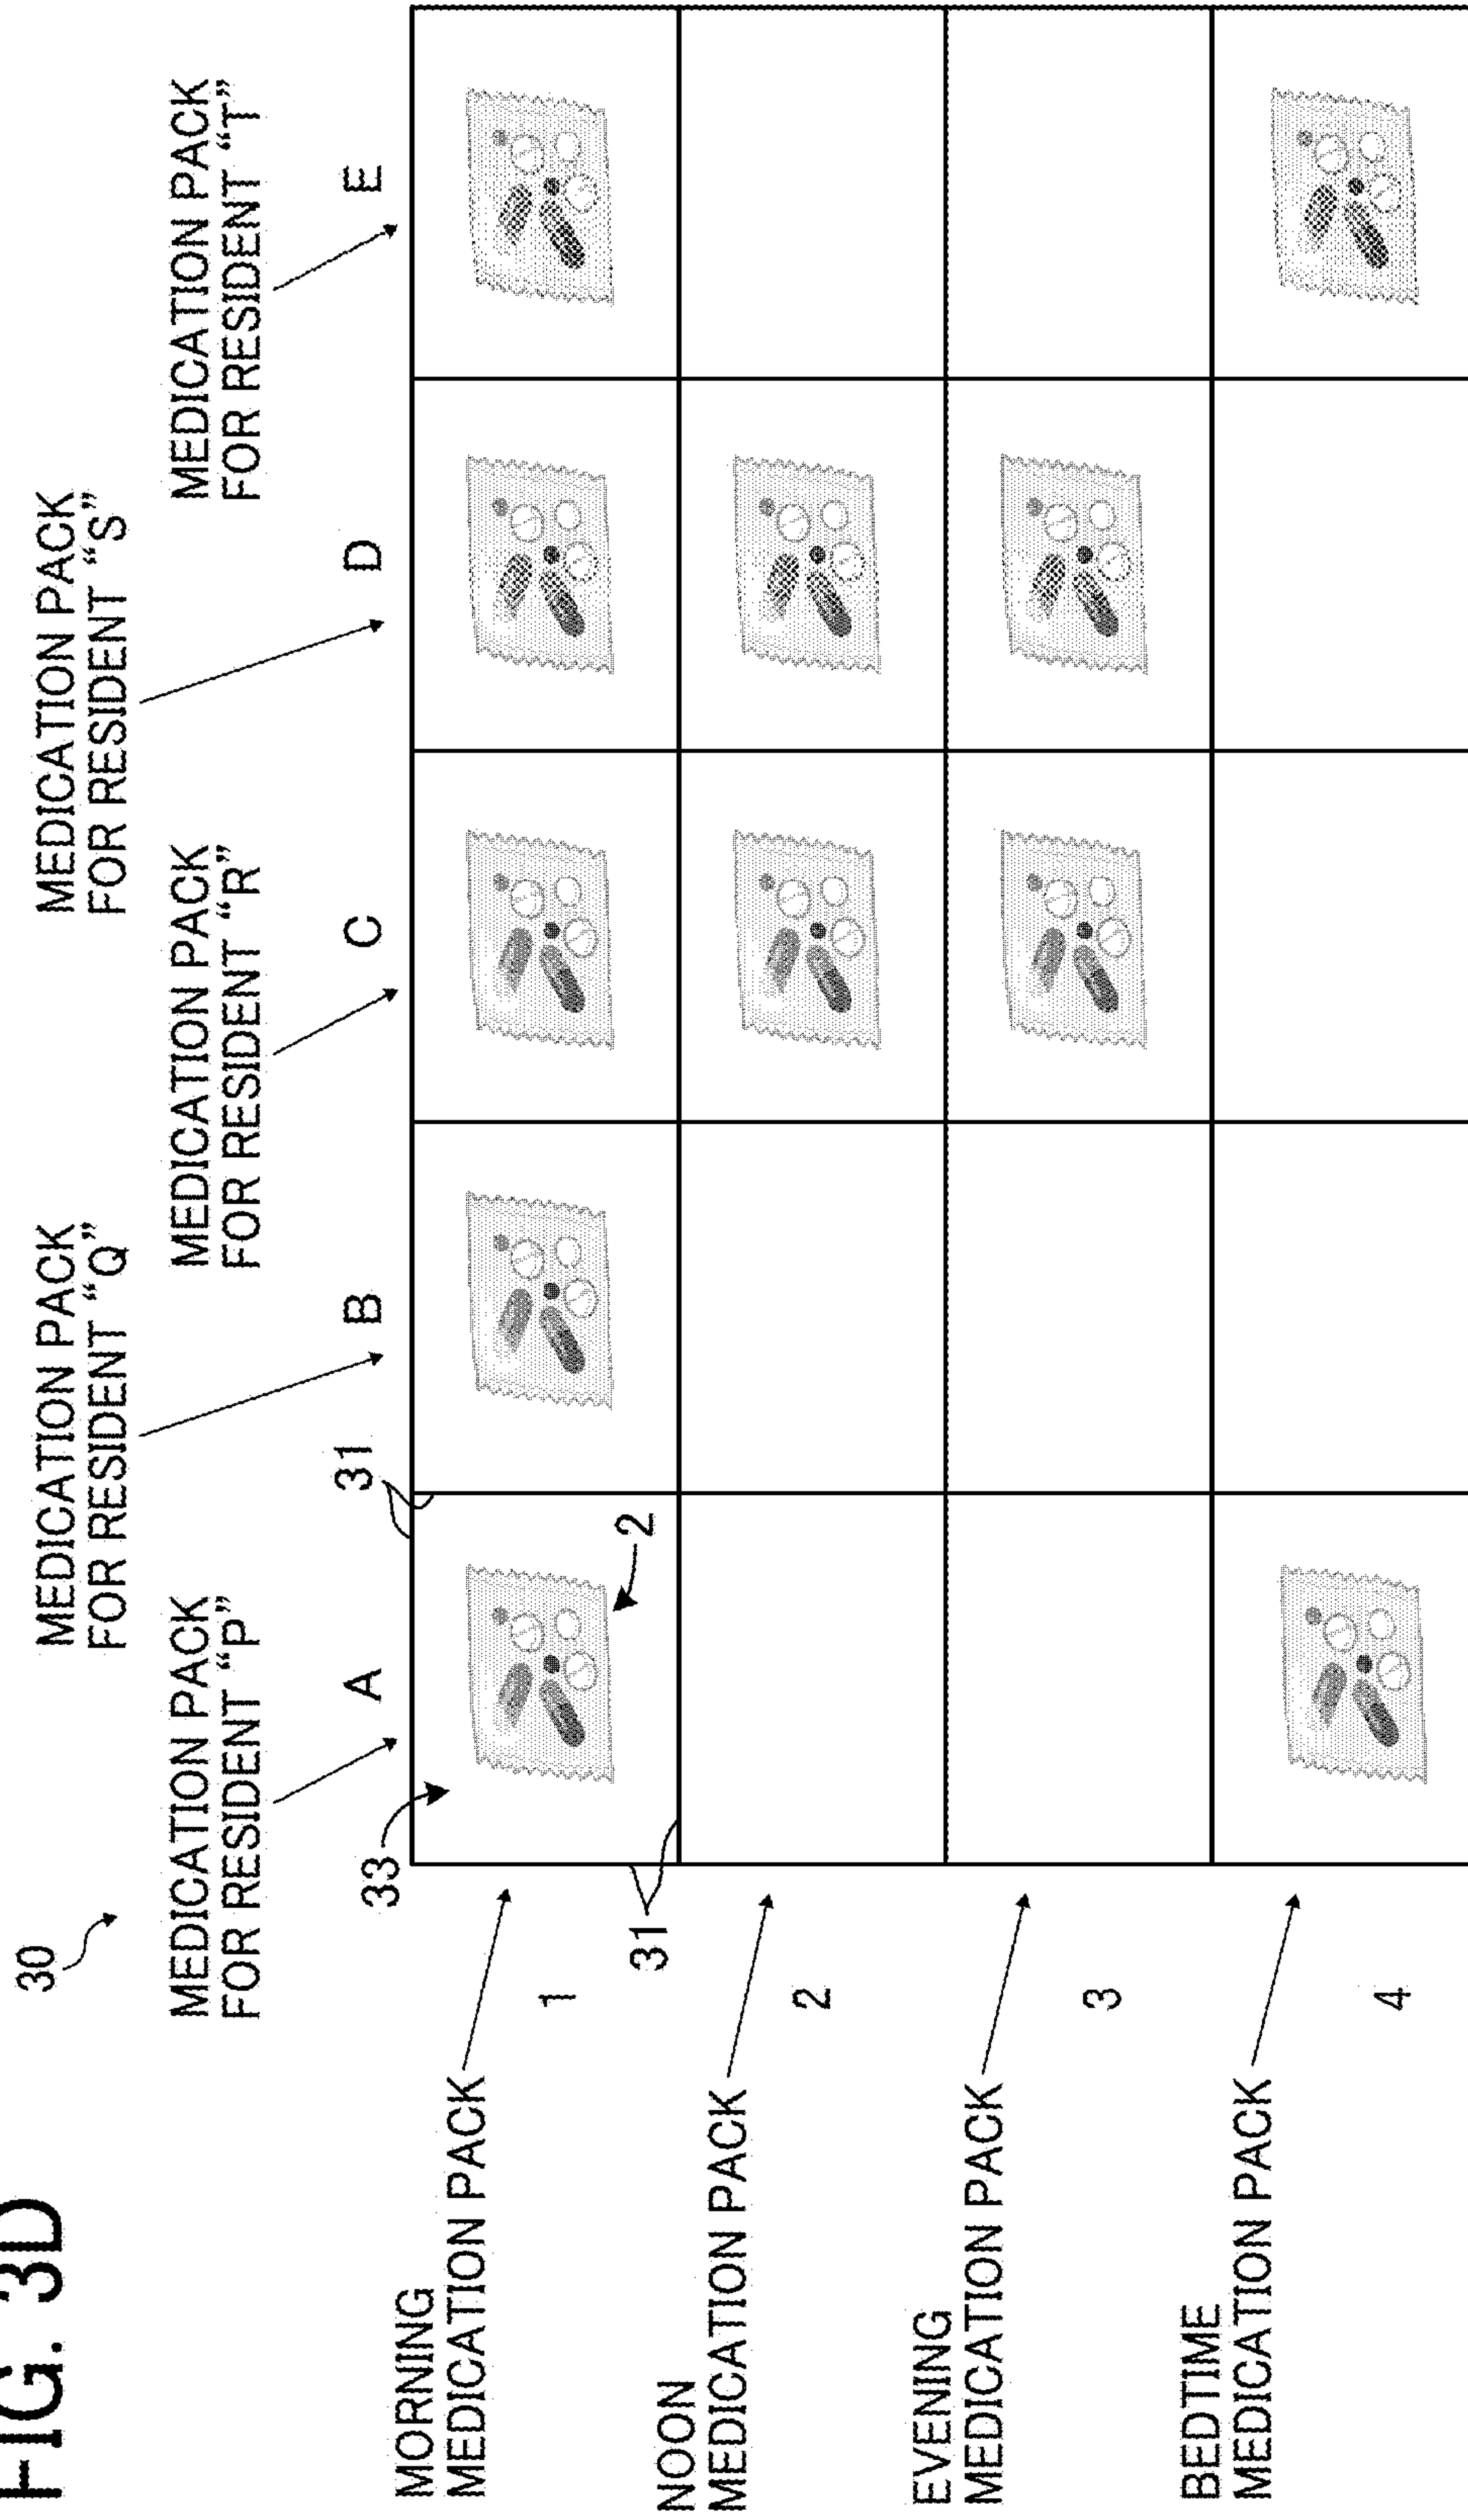 FIG. 3D
30
MEDICATION PACK
FOR RESIDENT “Q”
MEDICATION PACK
FOR RESIDENT “S”
MEDICATION PACK
FOR RESIDENT “P”
MEDICATION PACK
FOR RESIDENT “R”
MEDICATION PACK
FOR RESIDENT “T”
33
A
31
B
C
D
E
MORNING
MEDICATION PACK
1
2
31
NOON
MEDICATION PACK
2
EVENING
MEDICATION PACK
3
BEDTIME
MEDICATION PACK
4